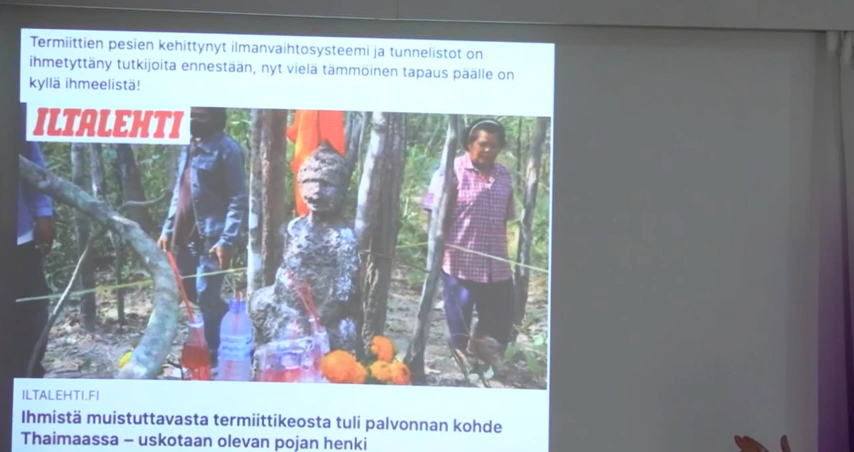 Termiittien pesien kehittynyt ilmanvaihtosysteemi ja tunnelistot on
ihmetyttäny tutkijoita ennestään, nyt vielä tämmöinen tapaus päälle on
kyllä ihmeelistä!
ILTALEHTI
ILTALEHTI.FI
Ihmistä muistuttavasta termiittikeosta tuli palvonnan kohde
Thaimaassa – uskotaan olevan pojan henki